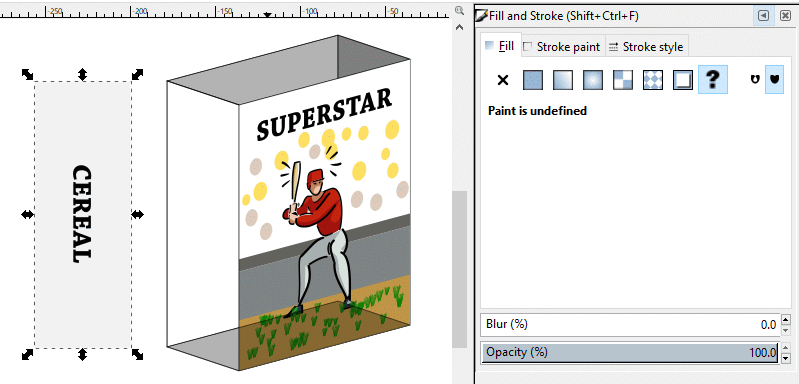 -250
-200
-150
-100
-50
CEREAL
SUPERSTAR
Fill and Stroke (Shift+Ctrl+F)
Fill
Stroke paint
Stroke style
?
Paint is undefined
Blur (%)
0.0
Opacity (%)
100.0